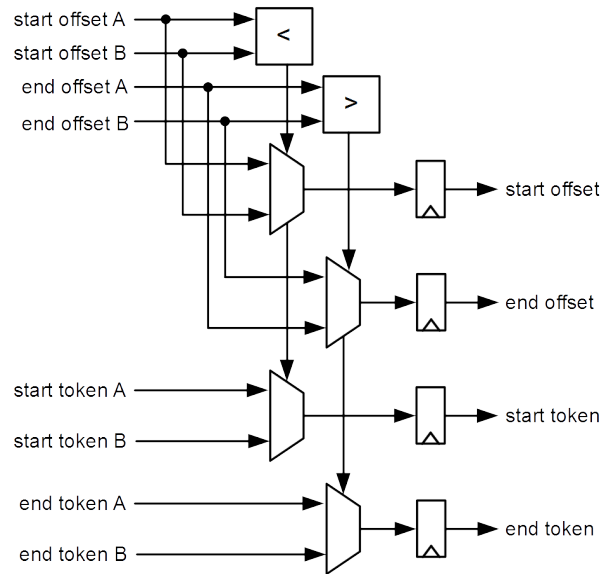 start offset A
<
start offset B
end offset A
>
end offset B
start offset
end offset
start token A
start token
start token B
end token A
end token
end token B